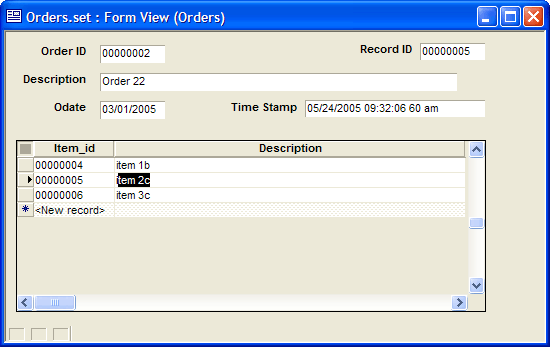 Orders.set : Form View (Orders)
Order ID 00000002 Record ID 00000005
Description Order 22
Odate 03/01/2005 Time Stamp 05/24/2005 09:32:06 60 am
Item_id Description
00000004 item 1b
00000005 item 2c
00000006 item 3c
* <New record>